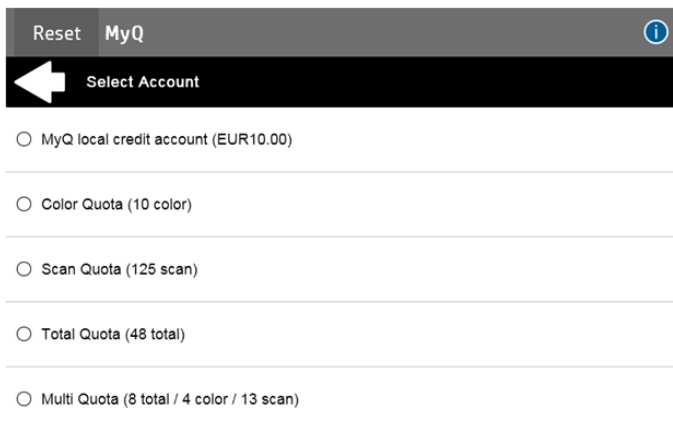 Reset MyQ
Select Account
MyQ local credit account (EUR10.00)
Color Quota (10 color)
Scan Quota (125 scan)
Total Quota (48 total)
Multi Quota (8 total / 4 color / 13 scan)